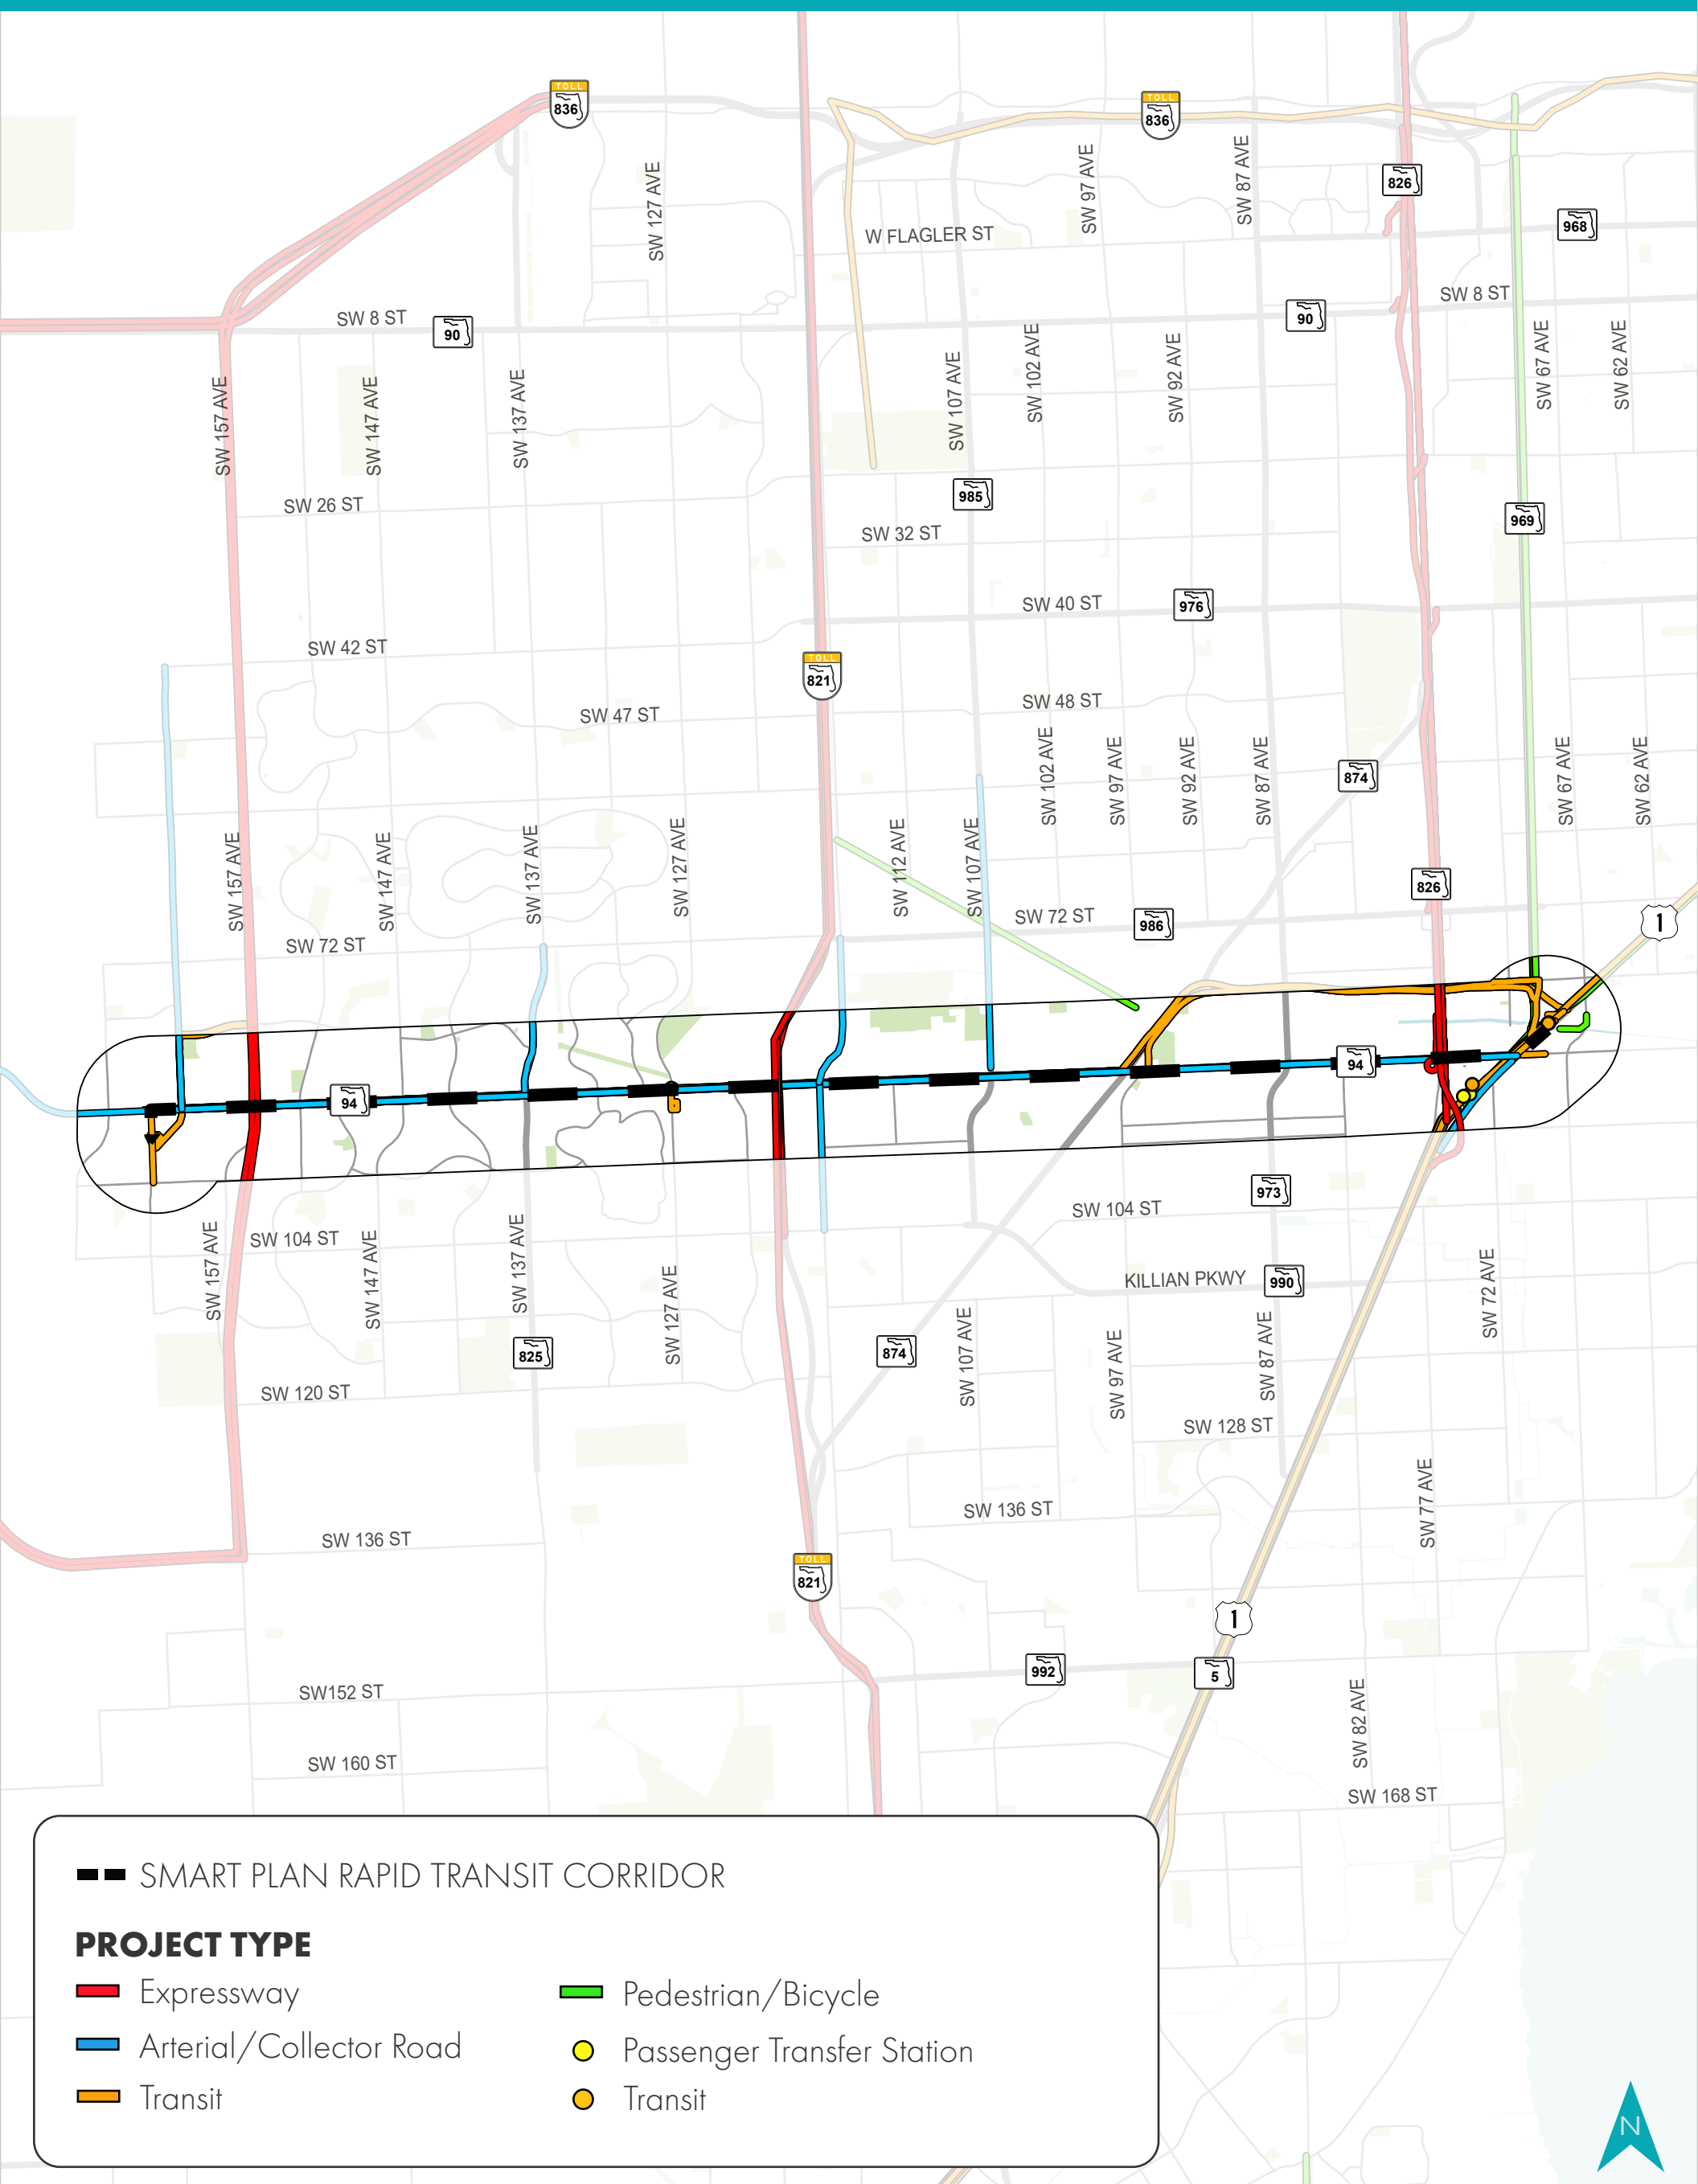 TOLL
836
TOLL
836
SW 127 AVE
SW 97 AVE
SW 87 AVE
826
W FLAGLER ST
968
SW 8 ST
90
90
SW 8 ST
SW 157 AVE
SW 147 AVE
SW 137 AVE
SW 107 AVE
SW 102 AVE
SW 92 AVE
SW 67 AVE
SW 62 AVE
SW 26 ST
985
SW 32 ST
969
SW 40 ST
976
SW 42 ST
TOLL
821
SW 47 ST
SW 48 ST
SW 102 AVE
SW 97 AVE
SW 92 AVE
SW 87 AVE
874
SW 67 AVE
SW 62 AVE
SW 157 AVE
SW 147 AVE
SW 137 AVE
SW 127 AVE
SW 112 AVE
SW 107 AVE
826
SW 72 ST
SW 72 ST
986
1
94
94
SW 104 ST
SW 104 ST
973
SW 157 AVE
SW 147 AVE
SW 137 AVE
SW 127 AVE
KILLIAN PKWY
990
SW 72 AVE
825
874
SW 107 AVE
SW 97 AVE
SW 87 AVE
SW 120 ST
SW 128 ST
SW 136 ST
SW 136 ST
SW 77 AVE
TOLL
821
1
992
5
SW152 ST
SW 82 AVE
SW 160 ST
SW 168 ST
SMART PLAN RAPID TRANSIT CORRIDOR
PROJECT TYPE
Expressway
Arterial/Collector Road
Transit
Pedestrian/Bicycle
Passenger Transfer Station
Transit
N